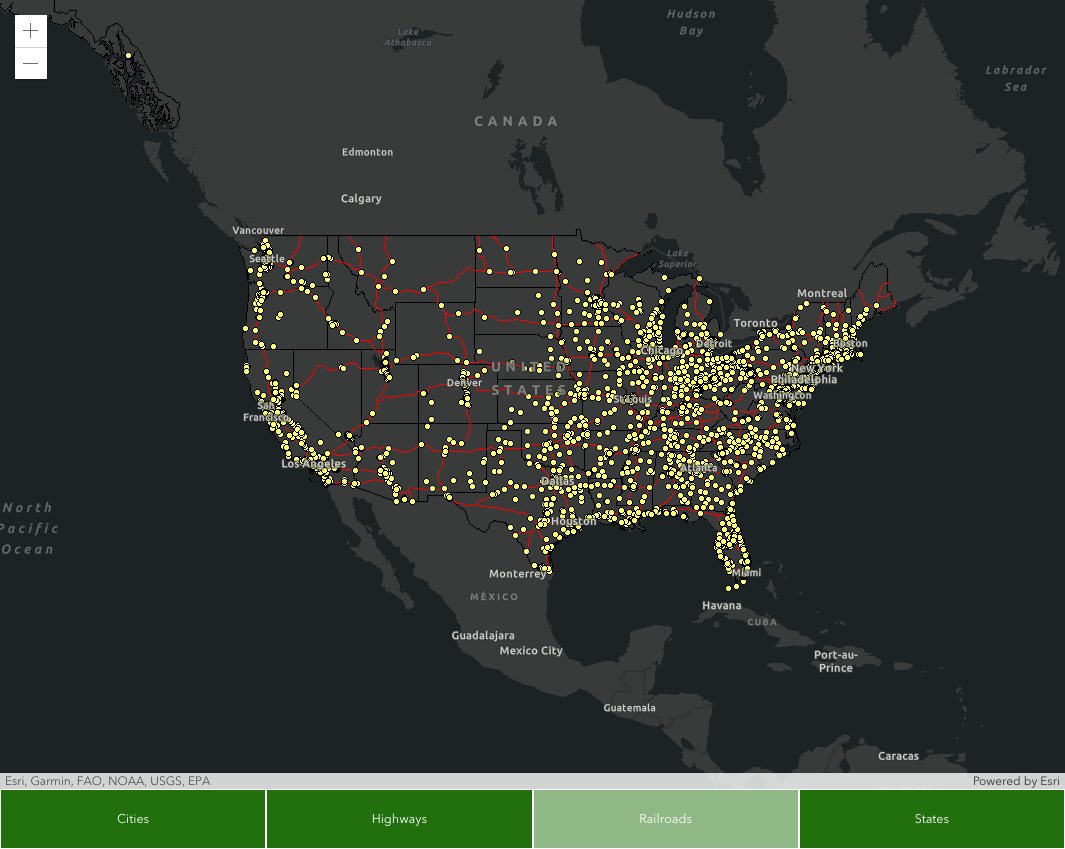 +
Hudson
Bay
Lake
Athabasca
Labrador
Sea
CANADA
Edmonton
Calgary
Vancouver
Seattle
Lake
Superior
Montreal
Toronto
Detroit
Boston
Chicago
New York
Philadelphia
UNITED
STATES
Denver
St Louis
Washington
San
Francisco
Los Angeles
Atlanta
Dallas
North
Pacific
Ocean
Houston
Monterrey
Miami
MÉXICO
Havana
CUBA
Guadalajara
Mexico City
Port-au-
Prince
Guatemala
Caracas
Esri, Garmin, FAO, NOAA, USGS, EPA
Powered by Esri
Cities
Highways
Railroads
States